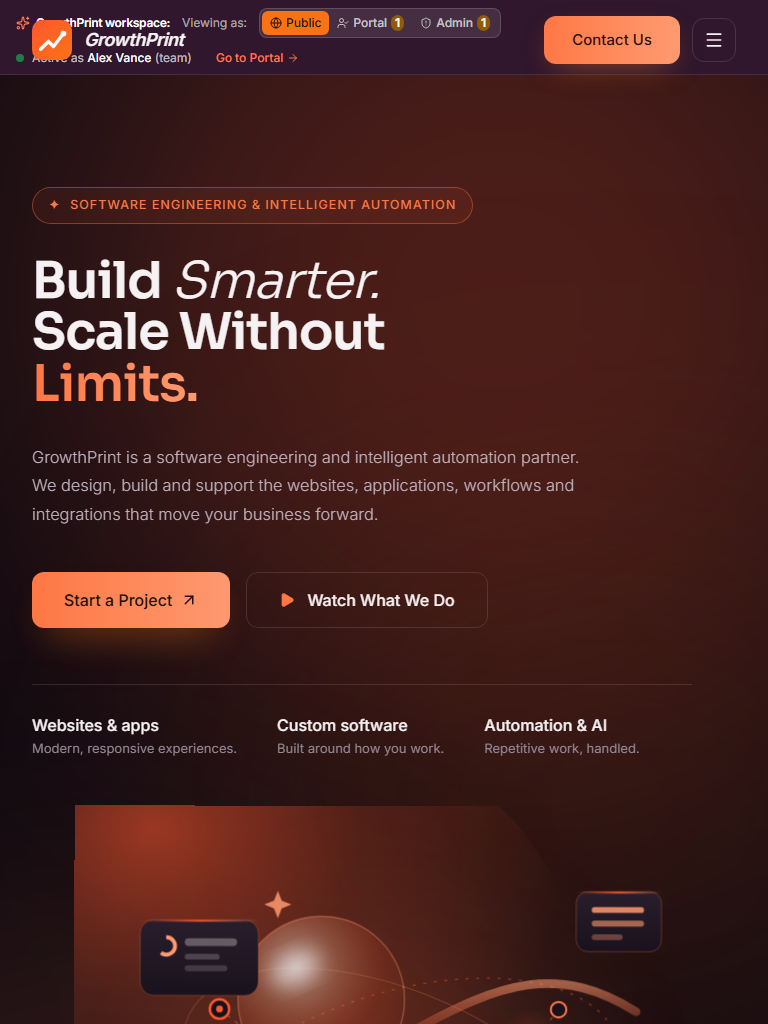 GrowthPrint workspace: Viewing as: Public Portal 1 Admin 1
GrowthPrint
Active as Alex Vance (team) Go to Portal →
Contact Us
✦ SOFTWARE ENGINEERING & INTELLIGENT AUTOMATION
Build Smarter.
Scale Without
Limits.
GrowthPrint is a software engineering and intelligent automation partner.
We design, build and support the websites, applications, workflows and
integrations that move your business forward.
Start a Project
Watch What We Do
Websites & apps
Modern, responsive experiences.
Custom software
Built around how you work.
Automation & AI
Repetitive work, handled.